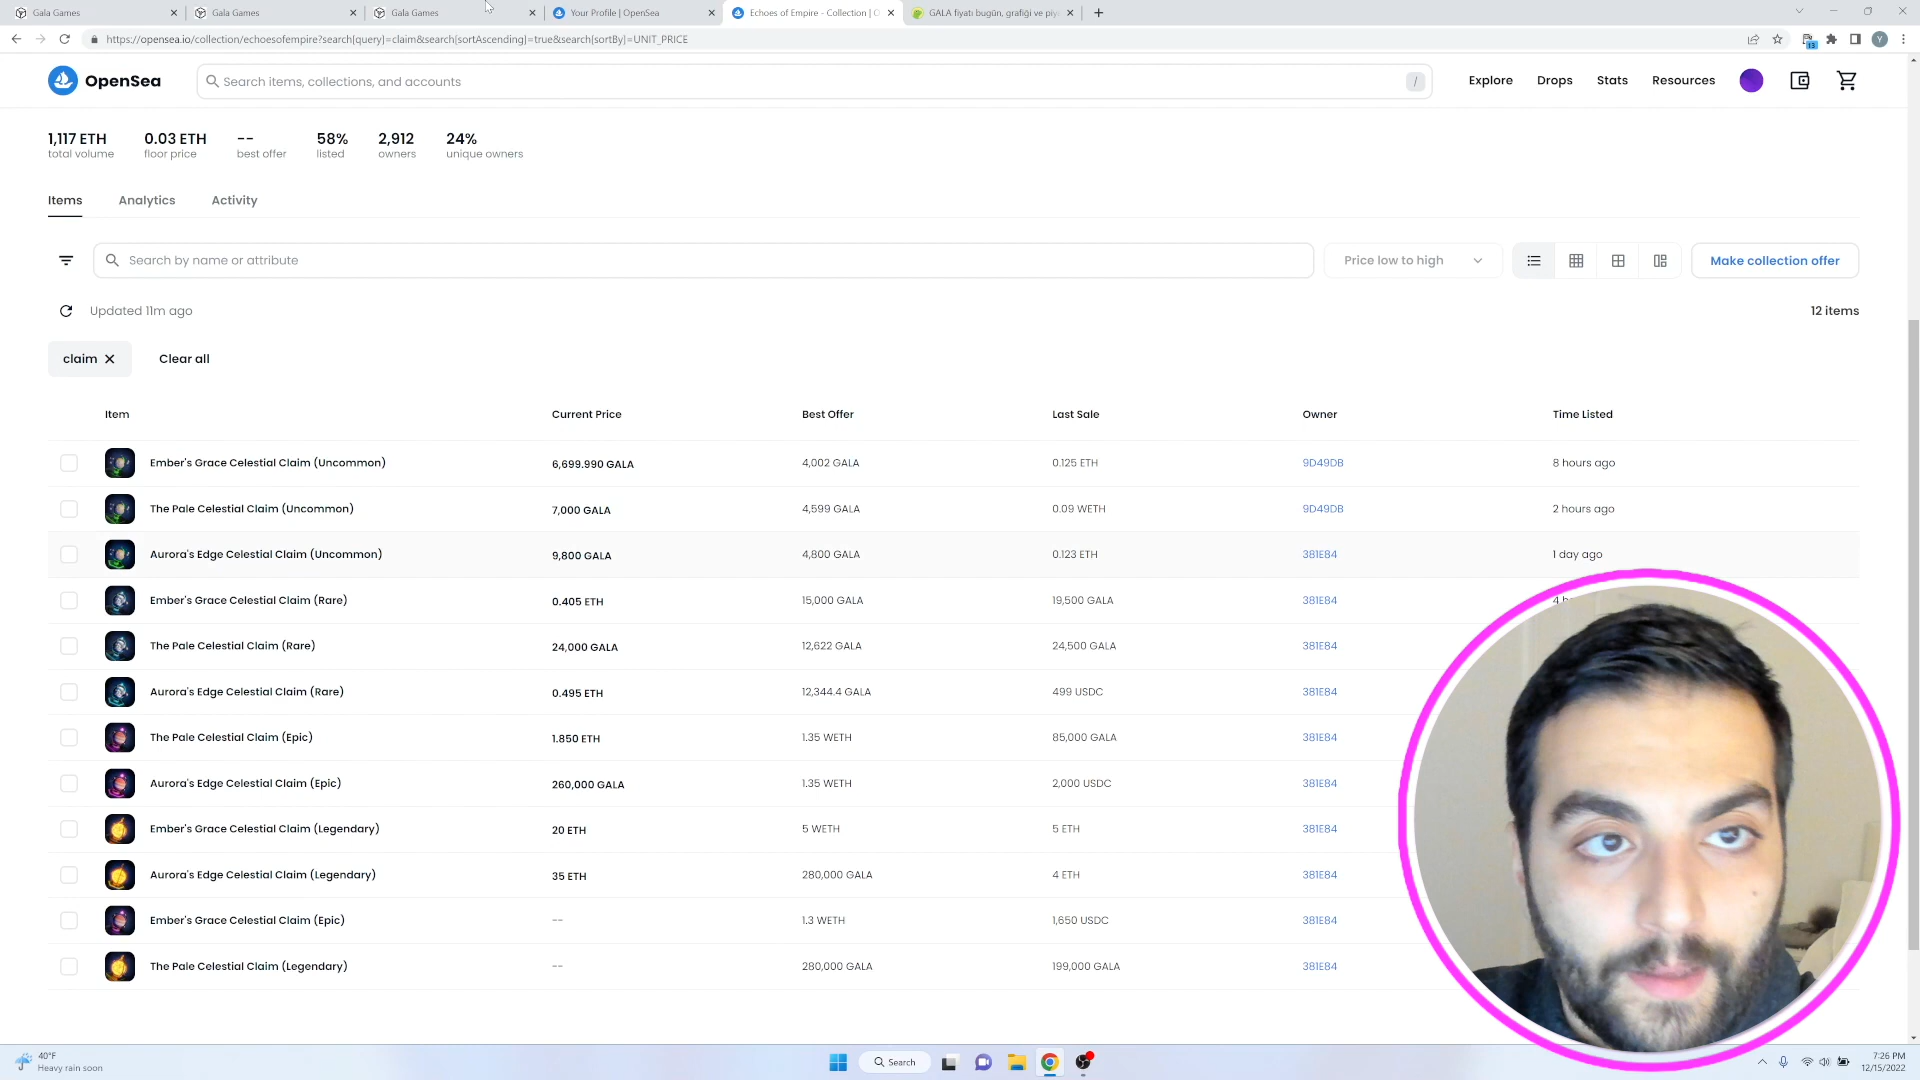 Gala Games
Gala Games
Gala Games
Your Profile | OpenSea
Echoes of Empire - Collection | O
GALA fiyatı bugün, grafiği ve piy
https://opensea.io/collection/echoesofempire?search[query]=claim&search[sortAscending]=true&search[sortBy]=UNIT_PRICE
13
Y
OpenSea
Search items, collections, and accounts
/
Explore
Drops
Stats
Resources
1,117 ETH
0.03 ETH
--
58%
2,912
24%
total volume
floor price
best offer
listed
owners
unique owners
Items
Analytics
Activity
Search by name or attribute
Price low to high
Make collection offer
Updated 11m ago
12 items
claim
Clear all
Item Current Price Best Offer Last Sale Owner Time Listed
Ember's Grace Celestial Claim (Uncommon) 6,699.990 GALA 4,002 GALA 0.125 ETH 9D49DB 8 hours ago
The Pale Celestial Claim (Uncommon) 7,000 GALA 4,599 GALA 0.09 WETH 9D49DB 2 hours ago
Aurora's Edge Celestial Claim (Uncommon) 9,800 GALA 4,800 GALA 0.123 ETH 381E84 1 day ago
Ember's Grace Celestial Claim (Rare) 0.405 ETH 15,000 GALA 19,500 GALA 381E84 4
The Pale Celestial Claim (Rare) 24,000 GALA 12,622 GALA 24,500 GALA 381E84
Aurora's Edge Celestial Claim (Rare) 0.495 ETH 12,344.4 GALA 499 USDC 381E84
The Pale Celestial Claim (Epic) 1.850 ETH 1.35 WETH 85,000 GALA 381E84
Aurora's Edge Celestial Claim (Epic) 260,000 GALA 1.35 WETH 2,000 USDC 381E84
Ember's Grace Celestial Claim (Legendary) 20 ETH 5 WETH 5 ETH 381E84
Aurora's Edge Celestial Claim (Legendary) 35 ETH 280,000 GALA 4 ETH 381E84
Ember's Grace Celestial Claim (Epic) -- 1.3 WETH 1,650 USDC 381E84
The Pale Celestial Claim (Legendary) -- 280,000 GALA 199,000 GALA 381E84
40°F
Heavy rain soon
Search
7:26 PM
12/15/2022